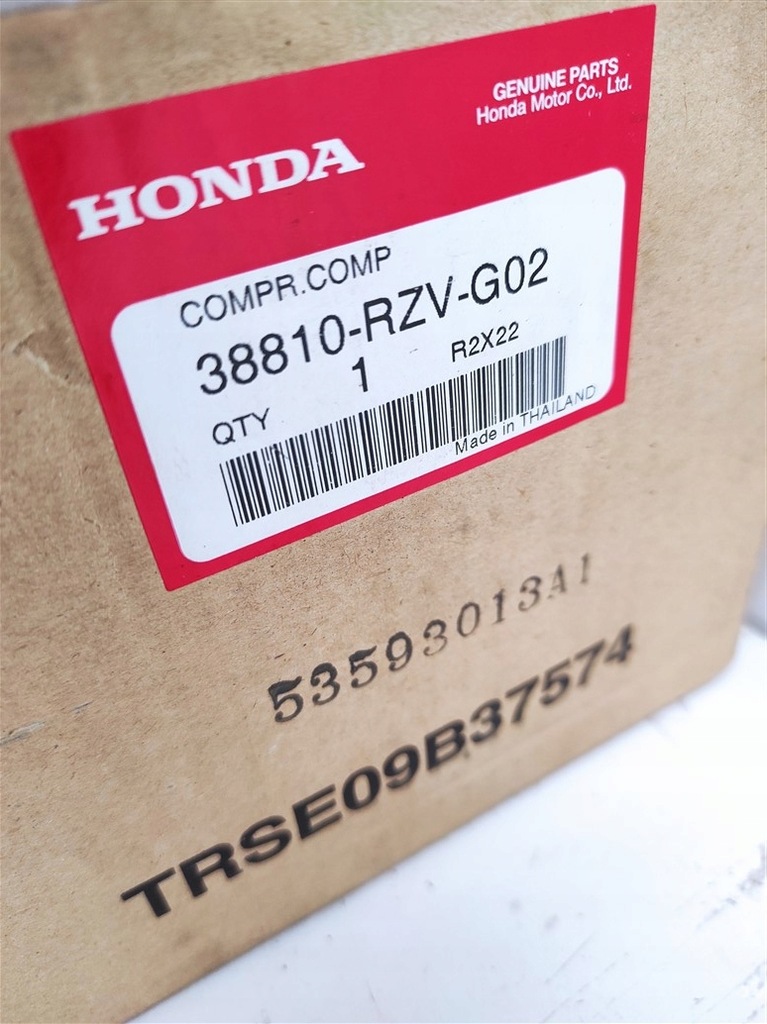 GENUINE PARTS
Honda Motor Co., Ltd.
HONDA
COMPR.COMP
38810-RZV-G02
QTY 1 R2X22
Made in THAILAND
53593013A1
TRSE09B37574